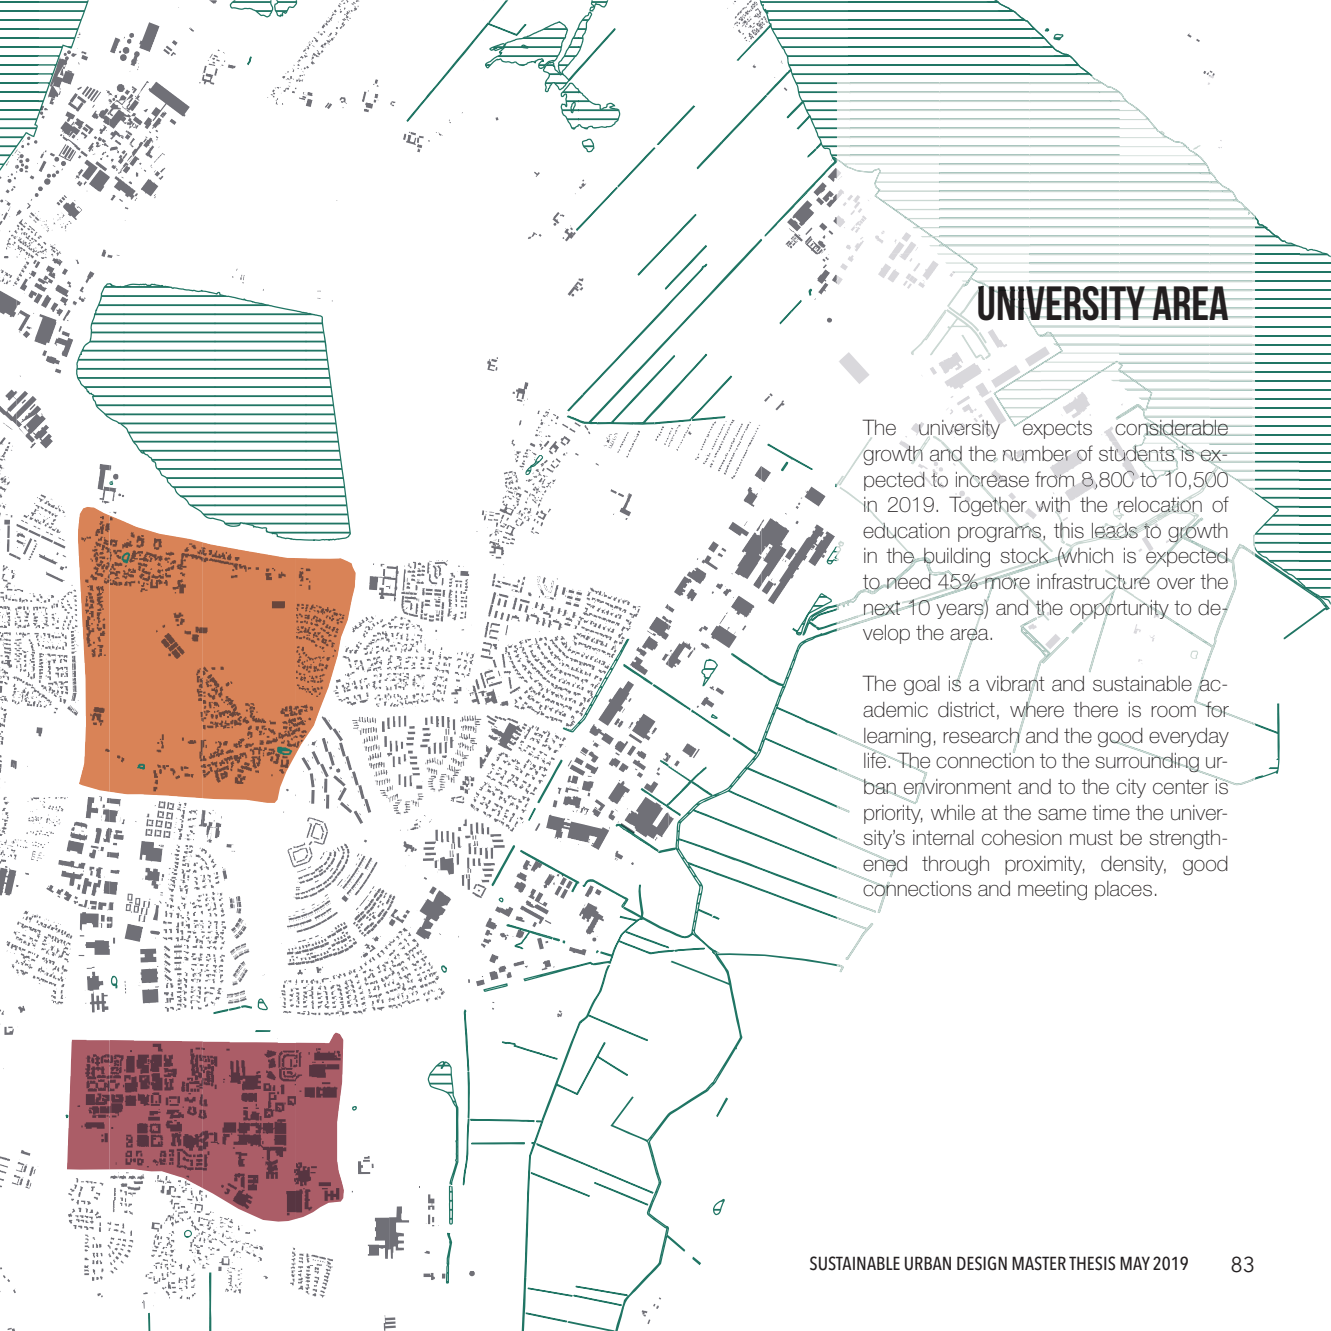 UNIVERSITY AREA
The university expects considerable
growth and the number of students is ex-
pected to increase from 8,800 to 10,500
in 2019. Together with the relocation of
education programs, this leads to growth
in the building stock (which is expected
to need 45% more infrastructure over the
next 10 years) and the opportunity to de-
velop the area.
The goal is a vibrant and sustainable ac-
ademic district, where there is room for
learning, research and the good everyday
life. The connection to the surrounding ur-
ban environment and to the city center is
priority, while at the same time the univer-
sity's internal cohesion must be strength-
ened through proximity, density, good
connections and meeting places.
SUSTAINABLE URBAN DESIGN MASTER THESIS MAY 2019 83